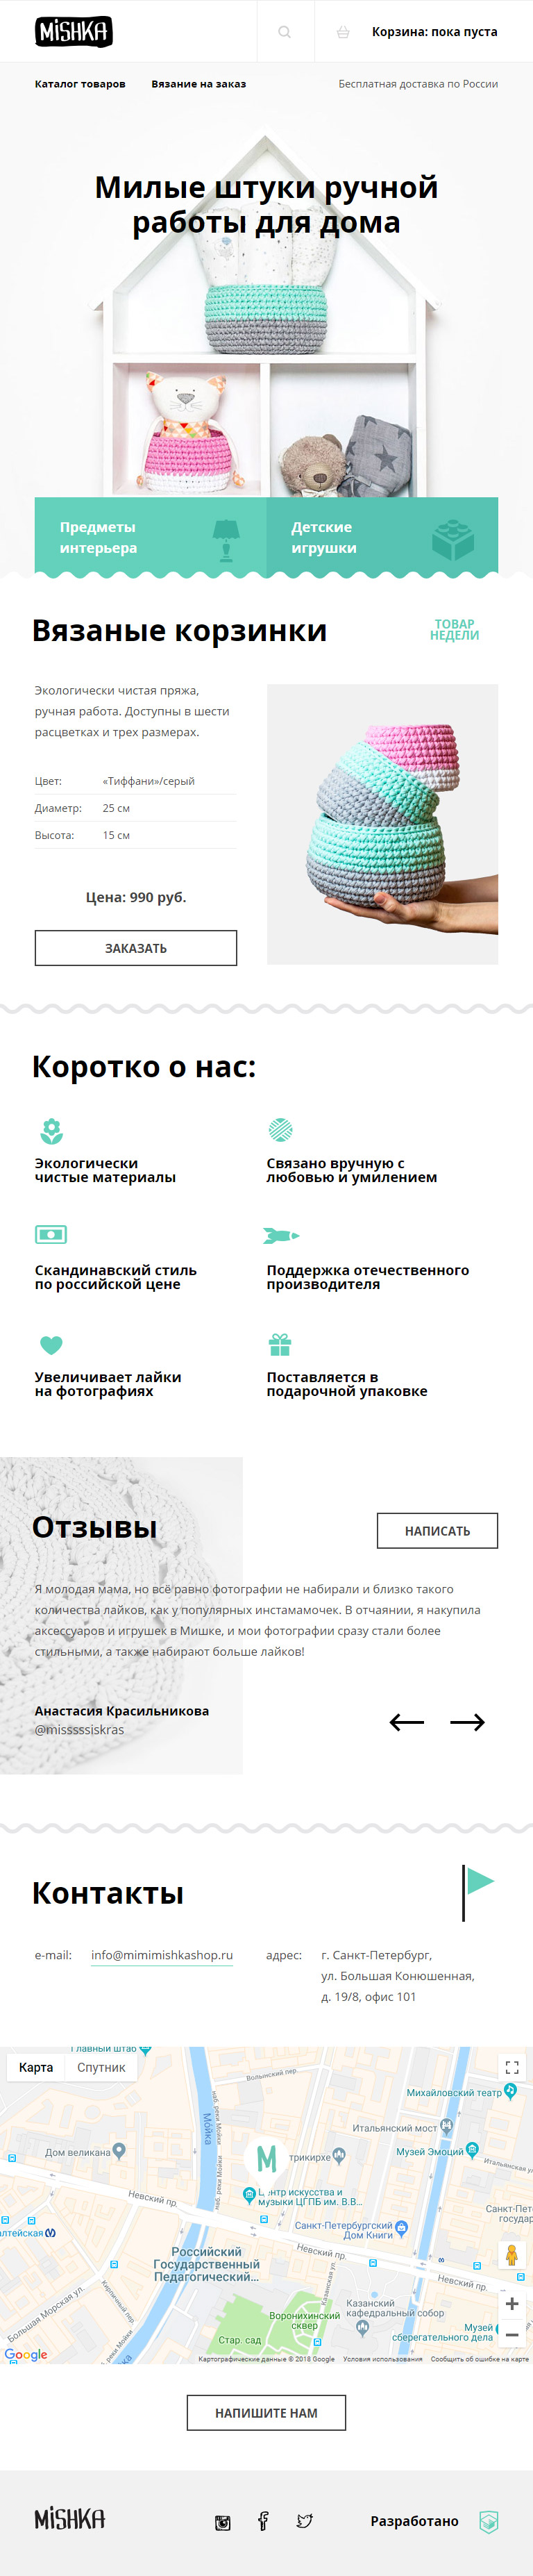 MiSHKA
Корзина: пока пуста
Каталог товаров
Вязание на заказ
Бесплатная доставка по России
Милые штуки ручной
работы для дома
Предметы
интерьера
Детские
игрушки
Вязаные корзинки
ТОВАР
НЕДЕЛИ
Экологически чистая пряжа,
ручная работа. Доступны в шести
расцветках и трех размерах.
Цвет: «Тиффани»/серый
Диаметр: 25 см
Высота: 15 см
Цена: 990 руб.
ЗАКАЗАТЬ
Коротко о нас:
Экологически
чистые материалы
Связано вручную с
любовью и умилением
Скандинавский стиль
по российской цене
Поддержка отечественного
производителя
Увеличивает лайки
на фотографиях
Поставляется в
подарочной упаковке
Отзывы
НАПИСАТЬ
Я молодая мама, но всё равно фотографии не набирали и близко такого
количества лайков, как у популярных инстамамочек. В отчаянии, я накупила
аксессуаров и игрушек в Мишке, и мои фотографии сразу стали более
стильными, а также набирают больше лайков!
Анастасия Красильникова
@misssssiskras
Контакты
e-mail: info@mimimishkashop.ru
адрес: г. Санкт-Петербург,
ул. Большая Конюшенная,
д. 19/8, офис 101
Главный штаб
Карта
Спутник
Волынский пер.
Михайловский театр
наб. реки Мойки
Мойка
Итальянский мост
Дом великана
M
трикирхе
Музей Эмоций
Итальянская ул
наб. реки Мойки
Центр искусства и
музыки ЦГПБ им. В.В...
Невский пр.
Санкт-Пет
государ
Санкт-Петербургский
Дом Книги
алтейская
Российский
Государственный
Педагогический...
Невский пр.
Казанская ул.
Невский пр.
Кирпичный пер.
Большая Морская ул.
Воронихинский
сквер
Казанский
кафедральный собор
Музей
сберегательного дела
Стар. сад
реки Мойки
Google
Картографические данные © 2018 Google
Условия использования
Сообщить об ошибке на карте
НАПИШИТЕ НАМ
MiSHKA
Разработано